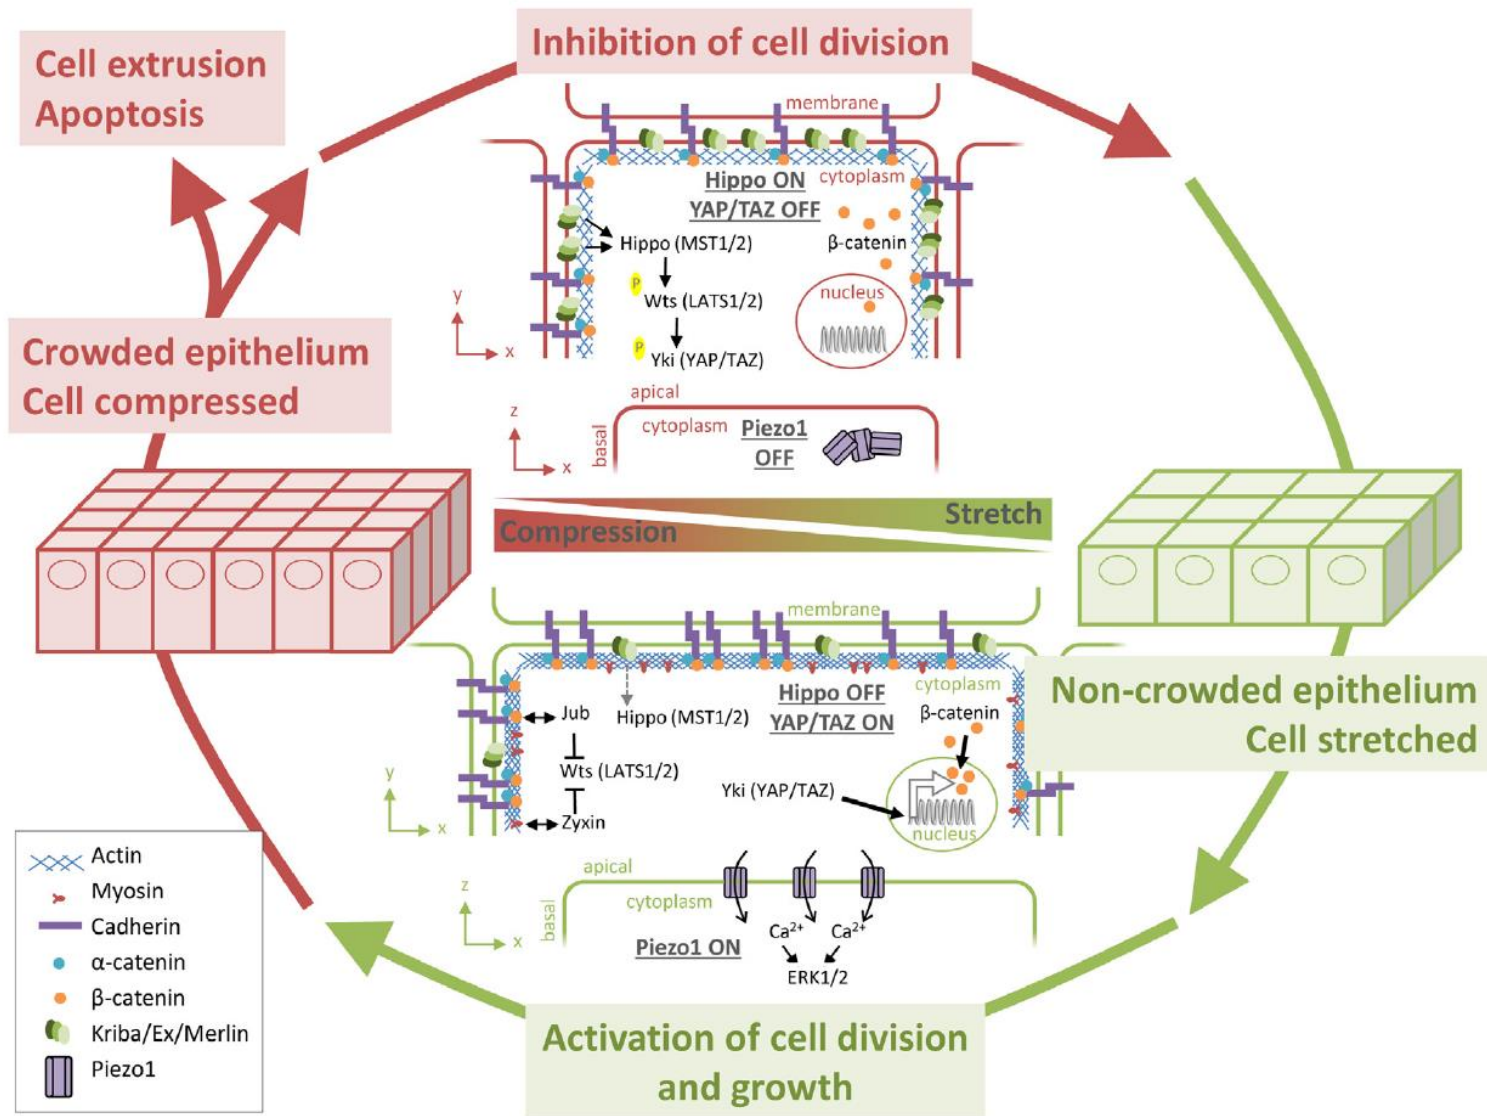 Cell extrusion
Apoptosis
Inhibition of cell division
membrane
Hippo ON
cytoplasm
YAP/TAZ OFF
β-catenin
Hippo (MST1/2)
P
Wts (LATS1/2)
P
Yki (YAP/TAZ)
nucleus
y
x
Crowded epithelium
Cell compressed
apical
z
cytoplasm
basal
x
Piezo1
OFF
Compression
Stretch
membrane
Hippo OFF
YAP/TAZ ON
cytoplasm
β-catenin
Jub
Hippo (MST1/2)
Wts (LATS1/2)
Zyxin
Yki (YAP/TAZ)
nucleus
y
x
Non-crowded epithelium
Cell stretched
apical
z
cytoplasm
basal
x
Piezo1 ON
Ca²⁺
Ca²⁺
ERK1/2
Actin
Myosin
Cadherin
α-catenin
β-catenin
Kriba/Ex/Merlin
Piezo1
Activation of cell division
and growth